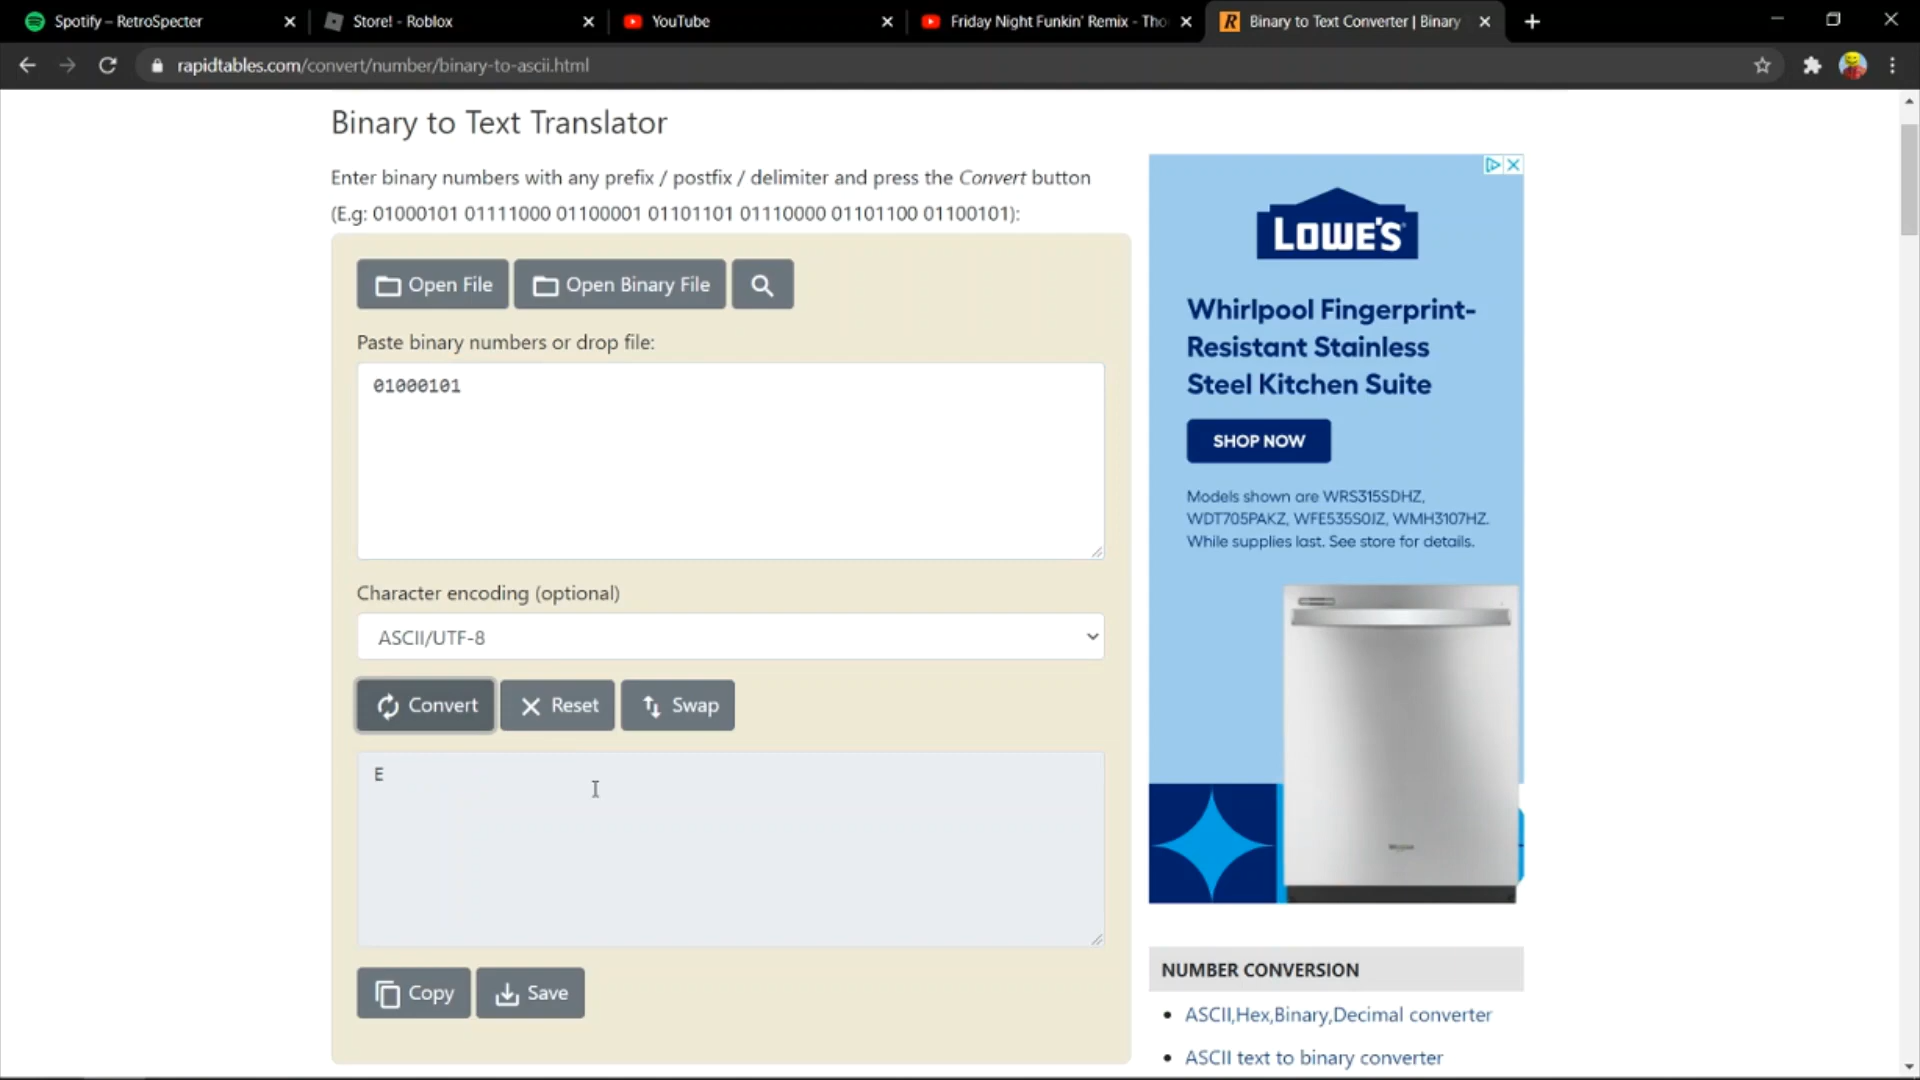 Spotify – RetroSpecter
Store! - Roblox
YouTube
Friday Night Funkin' Remix - Tho
Binary to Text Converter | Binary
rapidtables.com/convert/number/binary-to-ascii.html
Binary to Text Translator
Enter binary numbers with any prefix / postfix / delimiter and press the Convert button
(E.g: 01000101 01111000 01100001 01101101 01110000 01101100 01100101):
Open File
Open Binary File
Paste binary numbers or drop file:
01000101
Character encoding (optional)
ASCII/UTF-8
Convert
Reset
Swap
E
Copy
Save
LOWE'S
Whirlpool Fingerprint-
Resistant Stainless
Steel Kitchen Suite
SHOP NOW
Models shown are WRS315SDHZ,
WDT705PAKZ, WFE535S0JZ, WMH3107HZ.
While supplies last. See store for details.
NUMBER CONVERSION
ASCII,Hex,Binary,Decimal converter
ASCII text to binary converter